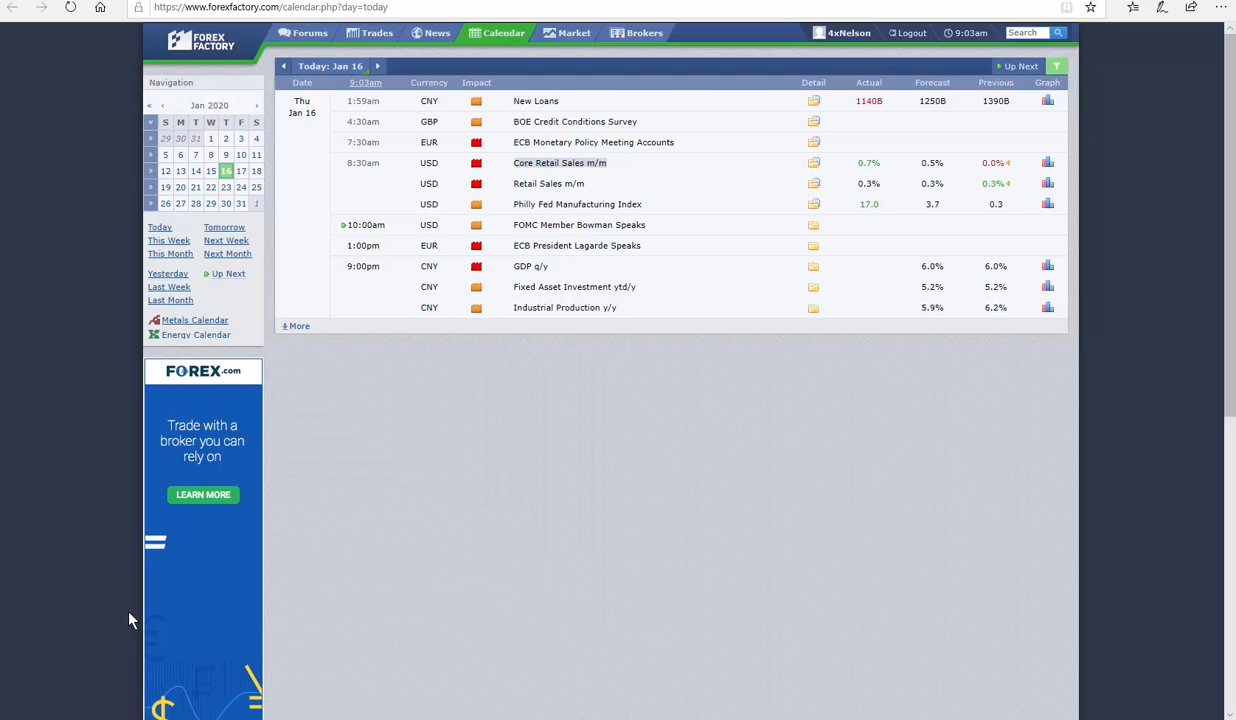 https://www.forexfactory.com/calendar.php?day=today
FOREX FACTORY
Forums Trades News Calendar Market Brokers 4xNelson Logout 9:03am Search
Navigation
« ‹ Jan 2020 ›
S M T W T F S
29 30 31 1 2 3 4
5 6 7 8 9 10 11
12 13 14 15 16 17 18
19 20 21 22 23 24 25
26 27 28 29 30 31 1
Today Tomorrow
This Week Next Week
This Month Next Month
Yesterday Up Next
Last Week
Last Month
Metals Calendar
Energy Calendar
Today: Jan 16 Up Next
Date 9:03am Currency Impact Detail Actual Forecast Previous Graph
Thu Jan 16 1:59am CNY New Loans 1140B 1250B 1390B
4:30am GBP BOE Credit Conditions Survey
7:30am EUR ECB Monetary Policy Meeting Accounts
8:30am USD Core Retail Sales m/m 0.7% 0.5% 0.0%
USD Retail Sales m/m 0.3% 0.3% 0.3%
USD Philly Fed Manufacturing Index 17.0 3.7 0.3
10:00am USD FOMC Member Bowman Speaks
1:00pm EUR ECB President Lagarde Speaks
9:00pm CNY GDP q/y 6.0% 6.0%
CNY Fixed Asset Investment ytd/y 5.2% 5.2%
CNY Industrial Production y/y 5.9% 6.2%
More
FOREX.com
Trade with a
broker you can
rely on
LEARN MORE